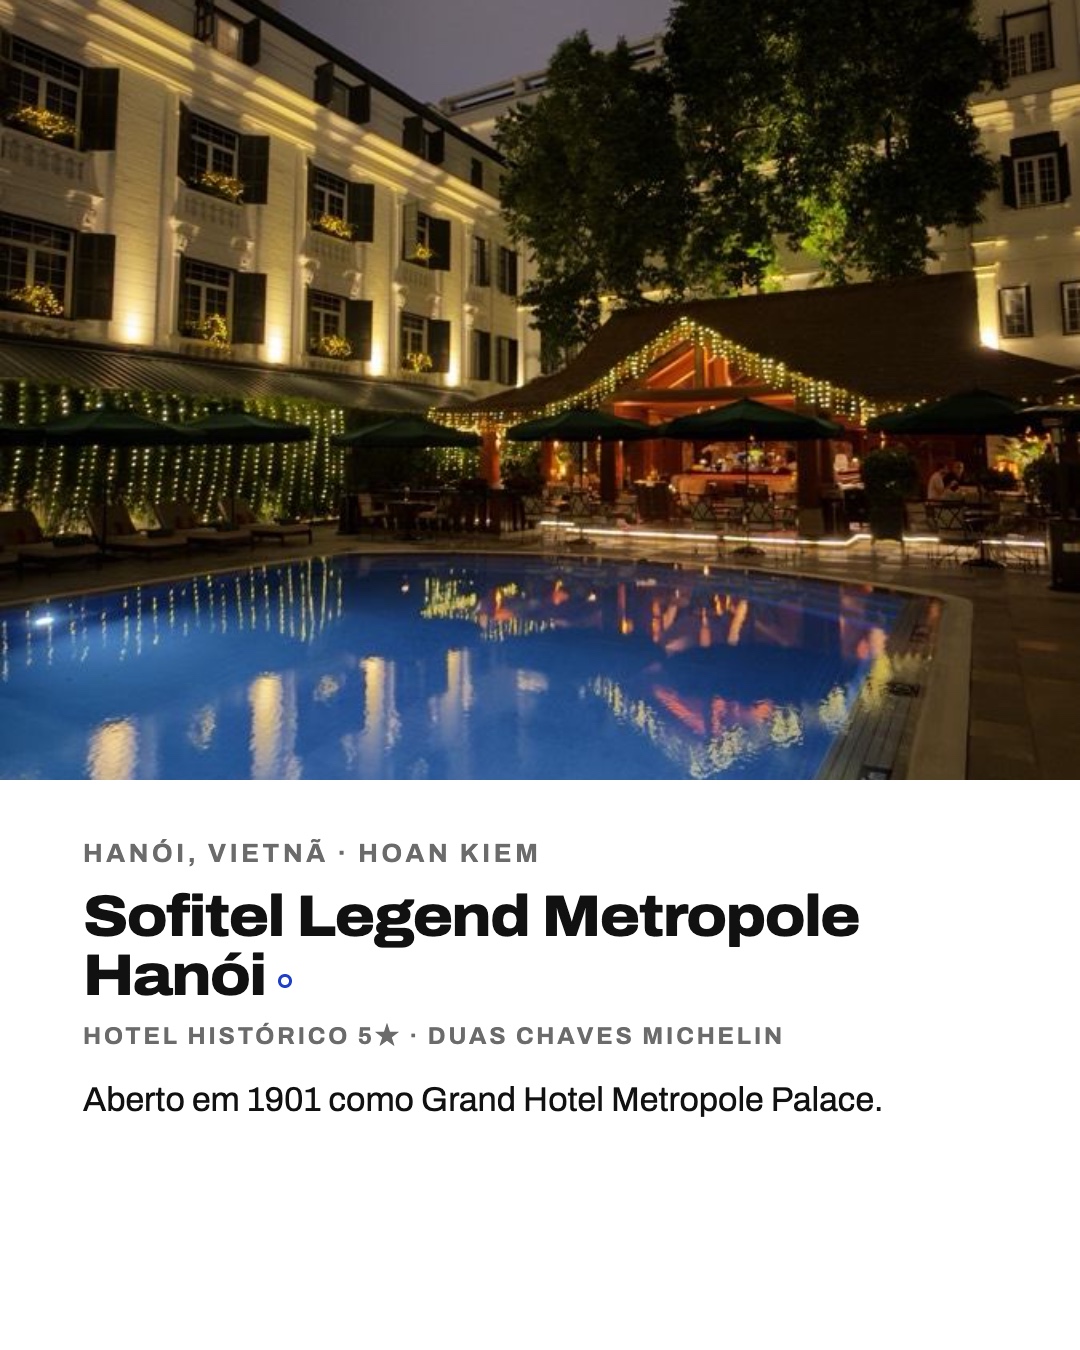 HANÓI, VIETNÃ · HOAN KIEM
Sofitel Legend Metropole
Hanói
HOTEL HISTÓRICO 5★ · DUAS CHAVES MICHELIN
Aberto em 1901 como Grand Hotel Metropole Palace.